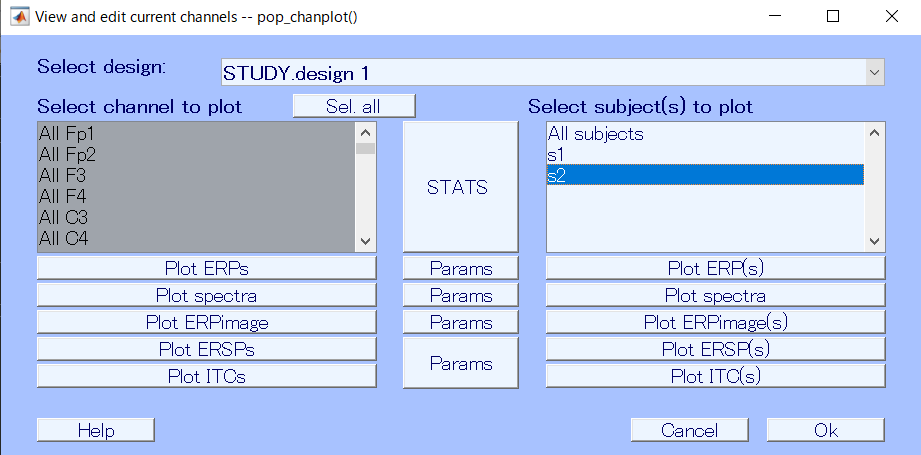 View and edit current channels -- pop_chanplot()
Select design:
STUDY.design 1
Select channel to plot
Sel. all
Select subject(s) to plot
All Fp1
All Fp2
All F3
All F4
All C3
All C4
STATS
All subjects
s1
s2
Plot ERPs
Params
Plot ERP(s)
Plot spectra
Params
Plot spectra
Plot ERPimage
Params
Plot ERPimage(s)
Plot ERSPs
Params
Plot ERSP(s)
Plot ITCs
Plot ITC(s)
Help
Cancel
Ok